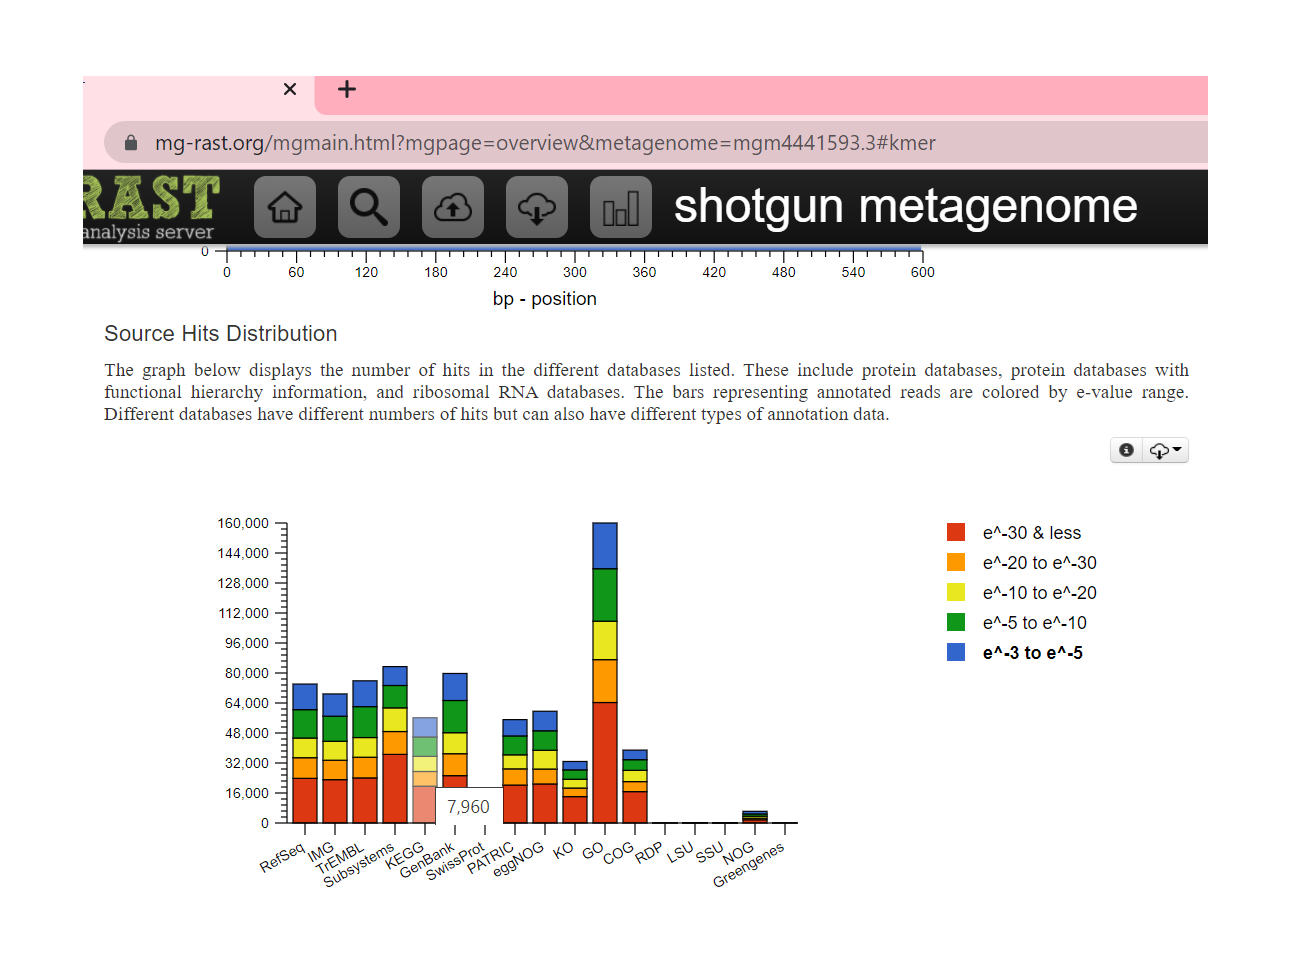 mg-rast.org/mgmain.html?mgpage=overview&metagenome=mgm4441593.3#kmer
RAST
analysis server
shotgun metagenome
0
0 60 120 180 240 300 360 420 480 540 600
bp - position
Source Hits Distribution
The graph below displays the number of hits in the different databases listed. These include protein databases, protein databases with
functional hierarchy information, and ribosomal RNA databases. The bars representing annotated reads are colored by e-value range.
Different databases have different numbers of hits but can also have different types of annotation data.
160,000
144,000
128,000
112,000
96,000
80,000
64,000
48,000
32,000
16,000
0
7,960
RefSeq
IMG
TrEMBL
Subsystems
KEGG
GenBank
SwissProt
PATRIC
eggNOG
KO
GO
COG
RDP
LSU
SSU
NOG
Greengenes
e^-30 & less
e^-20 to e^-30
e^-10 to e^-20
e^-5 to e^-10
e^-3 to e^-5